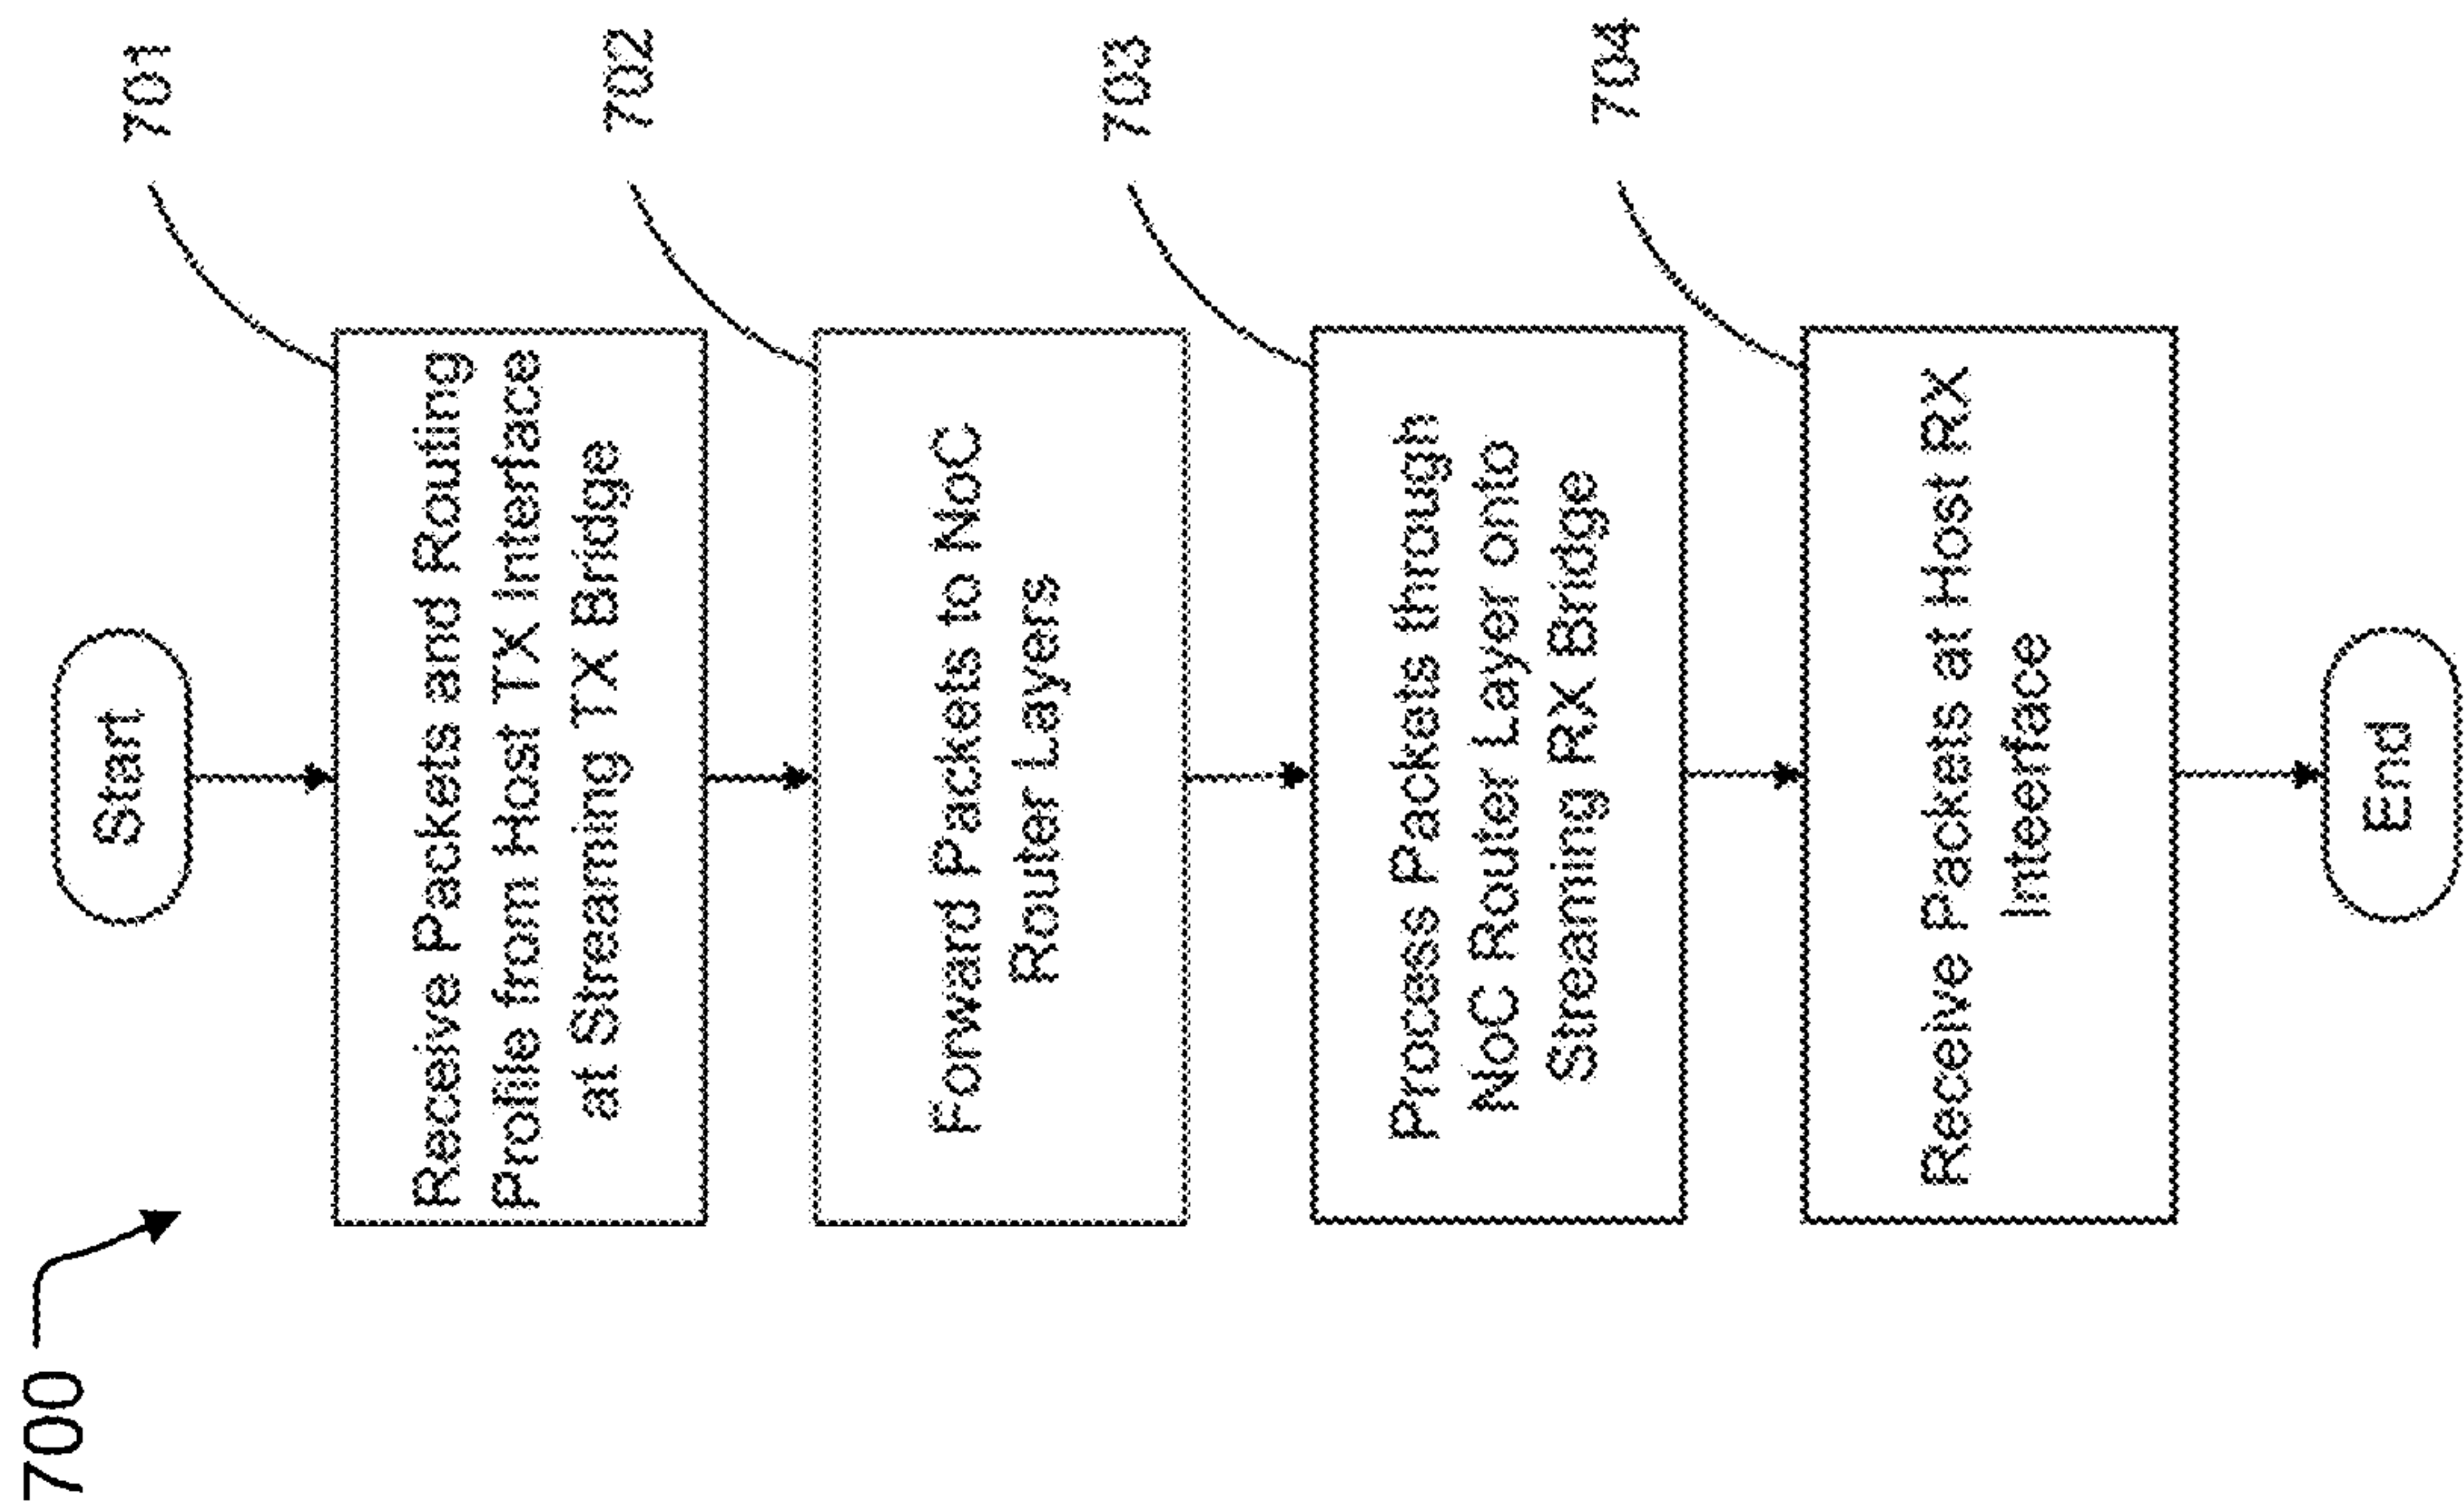 700
Start
701
Receive Packets and Routing
Profile from Host TX Interface
at Streaming TX Bridge
702
Forward Packets to NoC
Router Layers
703
Process Packets through
NoC Router Layer onto
Streaming RX Bridge
704
Receive Packets at Host RX
Interface
End